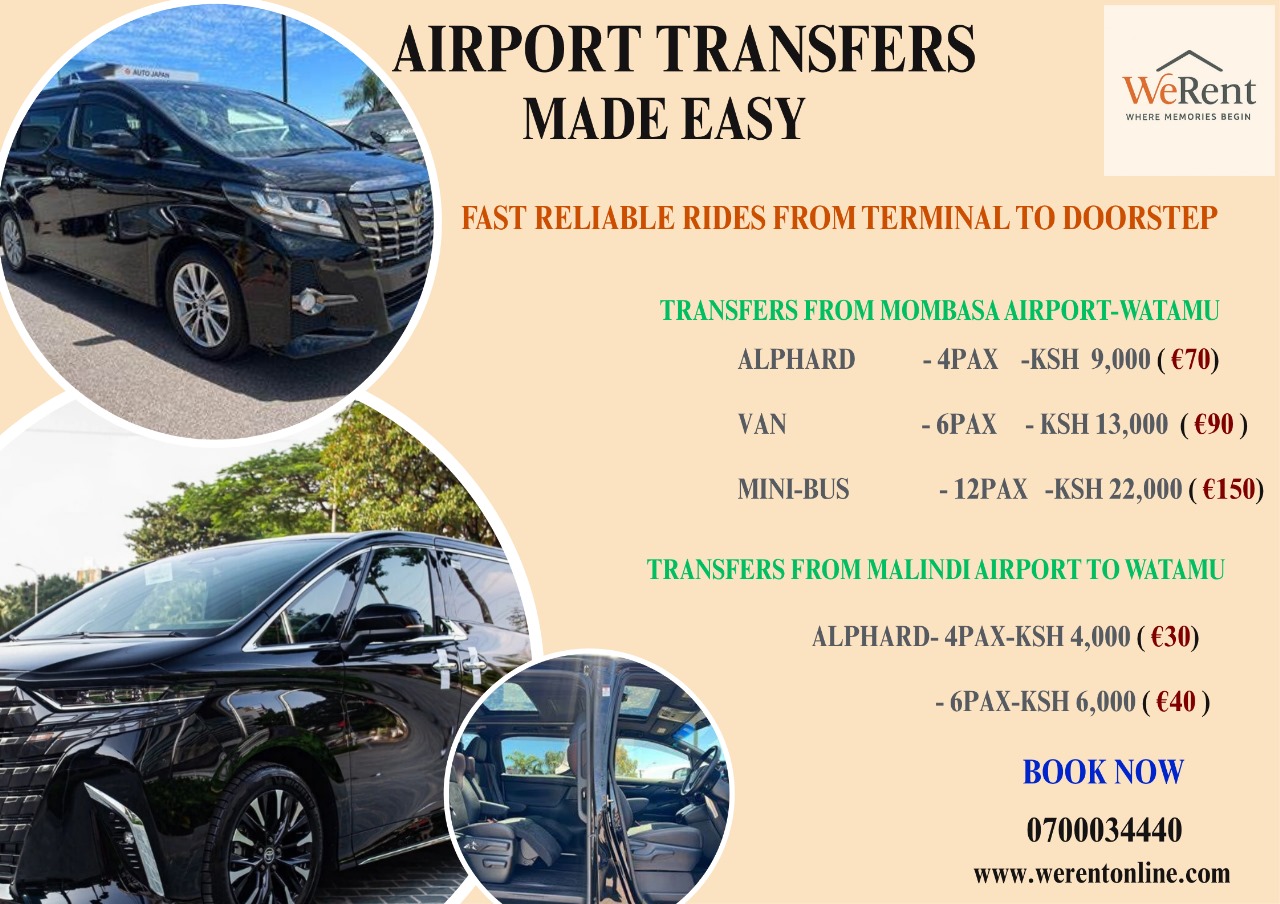 AIRPORT TRANSFERS
MADE EASY
AUTO JAPAN
WeRent
WHERE MEMORIES BEGIN
FAST RELIABLE RIDES FROM TERMINAL TO DOORSTEP
TRANSFERS FROM MOMBASA AIRPORT-WATAMU
ALPHARD - 4PAX -KSH 9,000 ( €70)
VAN - 6PAX - KSH 13,000 ( €90 )
MINI-BUS - 12PAX -KSH 22,000 ( €150)
TRANSFERS FROM MALINDI AIRPORT TO WATAMU
ALPHARD- 4PAX-KSH 4,000 ( €30)
- 6PAX-KSH 6,000 ( €40 )
BOOK NOW
0700034440
www.werentonline.com